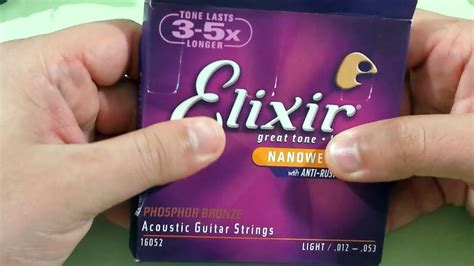 TONE LASTS
3-5x
LONGER
Elixir®
great tone •
NANOWE
with ANTI-RUS
PHOSPHOR BRONZE
Acoustic Guitar Strings
16052
LIGHT / .012 - .053